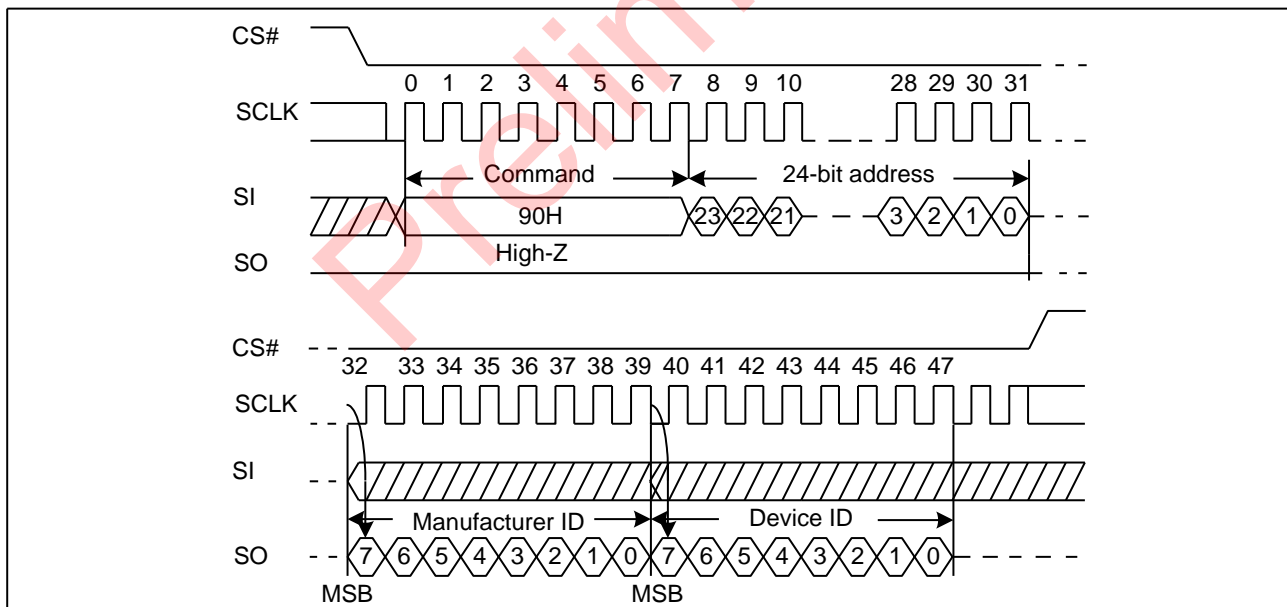 CS#
0 1 2 3 4 5 6 7 8 9 10 28 29 30 31
SCLK
Command 24-bit address
SI
90H 23 22 21 3 2 1 0
High-Z
SO
CS#
32 33 34 35 36 37 38 39 40 41 42 43 44 45 46 47
SCLK
SI
Manufacturer ID Device ID
SO 7 6 5 4 3 2 1 0 7 6 5 4 3 2 1 0
MSB MSB
Prelim